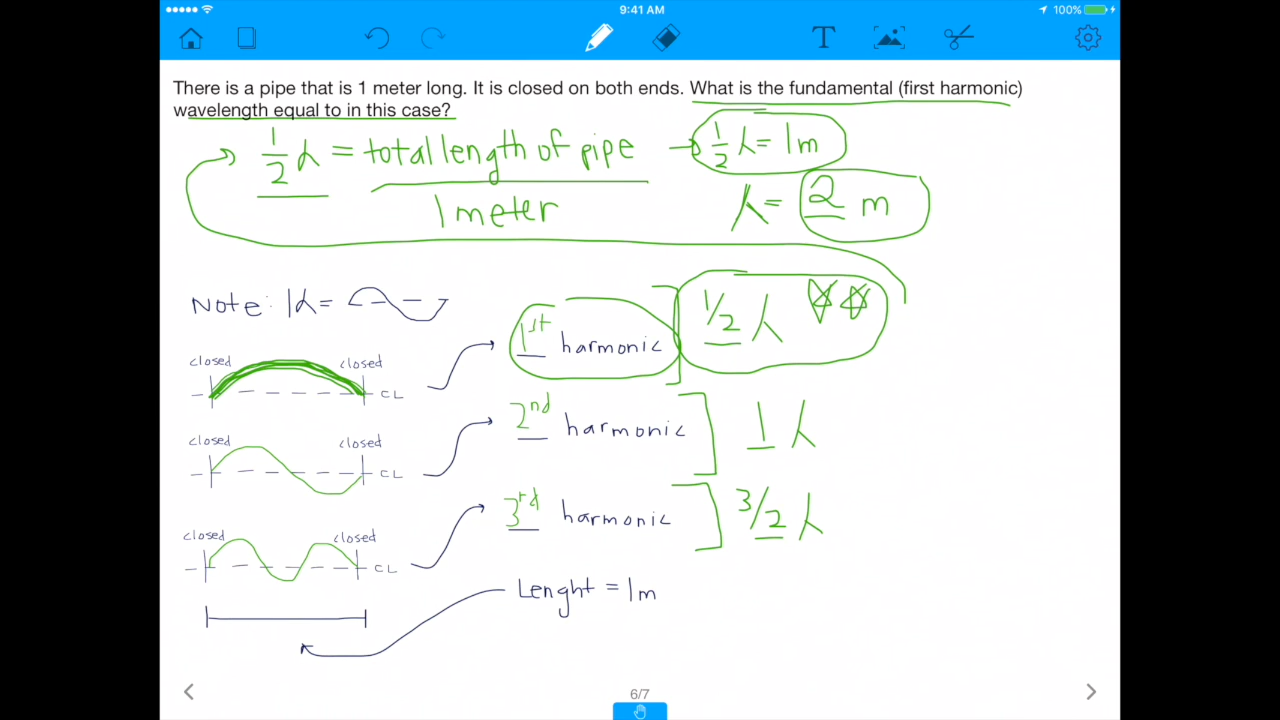 9:41 AM
100%
T
There is a pipe that is 1 meter long. It is closed on both ends. What is the fundamental (first harmonic)
wavelength equal to in this case?
1/2 λ = total length of pipe → 1/2 λ = 1m
1 meter
λ = 2 m
Note: 1λ =
1st harmonic 1/2 λ
closed closed
CL
2nd harmonic 1 λ
closed closed
CL
3rd harmonic 3/2 λ
closed closed
CL
Lenght = 1m
6/7